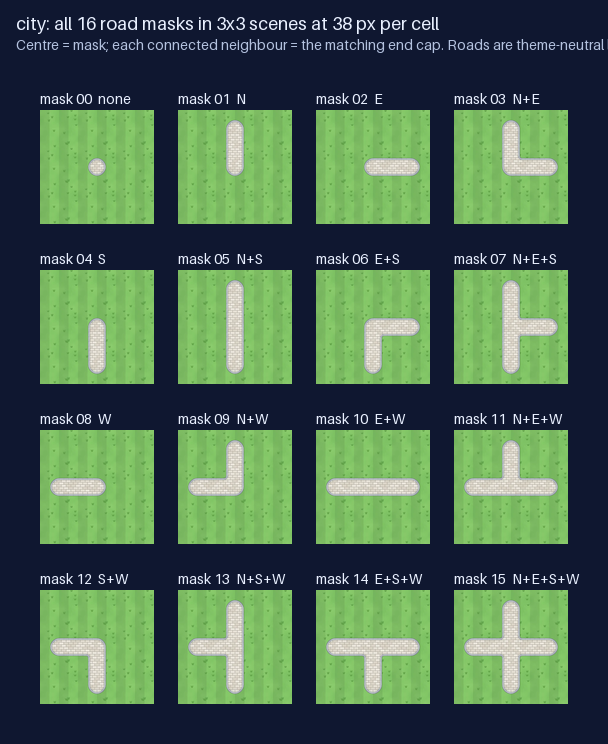 city: all 16 road masks in 3x3 scenes at 38 px per cell
Centre = mask; each connected neighbour = the matching end cap. Roads are theme-neutral
mask 00 none
mask 01 N
mask 02 E
mask 03 N+E
mask 04 S
mask 05 N+S
mask 06 E+S
mask 07 N+E+S
mask 08 W
mask 09 N+W
mask 10 E+W
mask 11 N+E+W
mask 12 S+W
mask 13 N+S+W
mask 14 E+S+W
mask 15 N+E+S+W